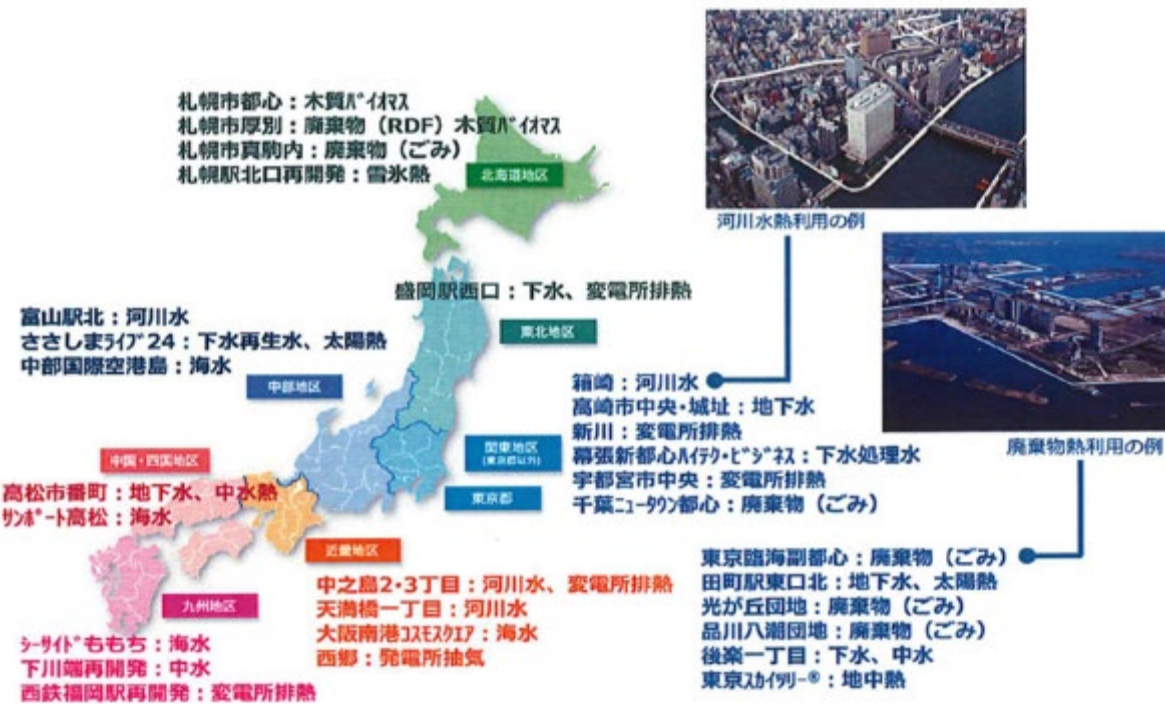 札幌市都心：木質バイオマス
札幌市厚別：廃棄物（RDF）木質バイオマス
札幌市真駒内：廃棄物（ごみ）
札幌駅北口再開発：雪氷熱
北海道地区
河川水熱利用の例
盛岡駅西口：下水、変電所排熱
東北地区
富山駅北：河川水
ささしまライブ24：下水再生水、太陽熱
中部国際空港島：海水
中部地区
箱崎：河川水
高崎市中央・城址：地下水
新川：変電所排熱
幕張新都心ハイテク・ビジネス：下水処理水
宇都宮市中央：変電所排熱
千葉ニュータウン都心：廃棄物（ごみ）
関東地区
(東京都以外)
東京都
廃棄物熱利用の例
中国・四国地区
高松市番町：地下水、中水熱
サンポート高松：海水
近畿地区
中之島2・3丁目：河川水、変電所排熱
天満橋一丁目：河川水
大阪南港コスモスクエア：海水
西郷：発電所抽気
九州地区
シーサイドももち：海水
下川端再開発：中水
西鉄福岡駅再開発：変電所排熱
東京臨海副都心：廃棄物（ごみ）
田町駅東口北：地下水、太陽熱
光が丘団地：廃棄物（ごみ）
品川八潮団地：廃棄物（ごみ）
後楽一丁目：下水、中水
東京スカイツリー®：地中熱